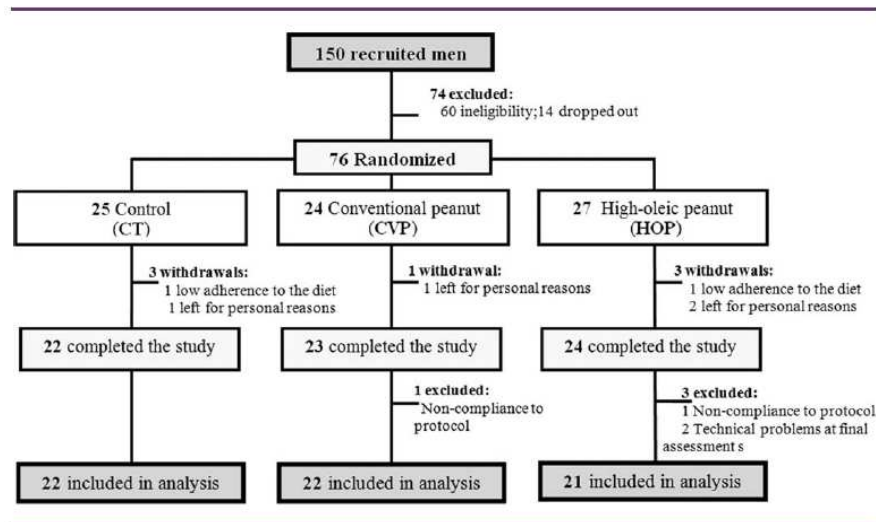 150 recruited men
74 excluded:
60 ineligibility;14 dropped out
76 Randomized
25 Control
(CT)
24 Conventional peanut
(CVP)
27 High-oleic peanut
(HOP)
3 withdrawals:
1 low adherence to the diet
1 left for personal reasons
1 withdrawal:
1 left for personal reasons
3 withdrawals:
1 low adherence to the diet
2 left for personal reasons
22 completed the study
23 completed the study
24 completed the study
1 excluded:
Non-compliance to
protocol
3 excluded:
1 Non-compliance to protocol
2 Technical problems at final
assessment s
22 included in analysis
22 included in analysis
21 included in analysis